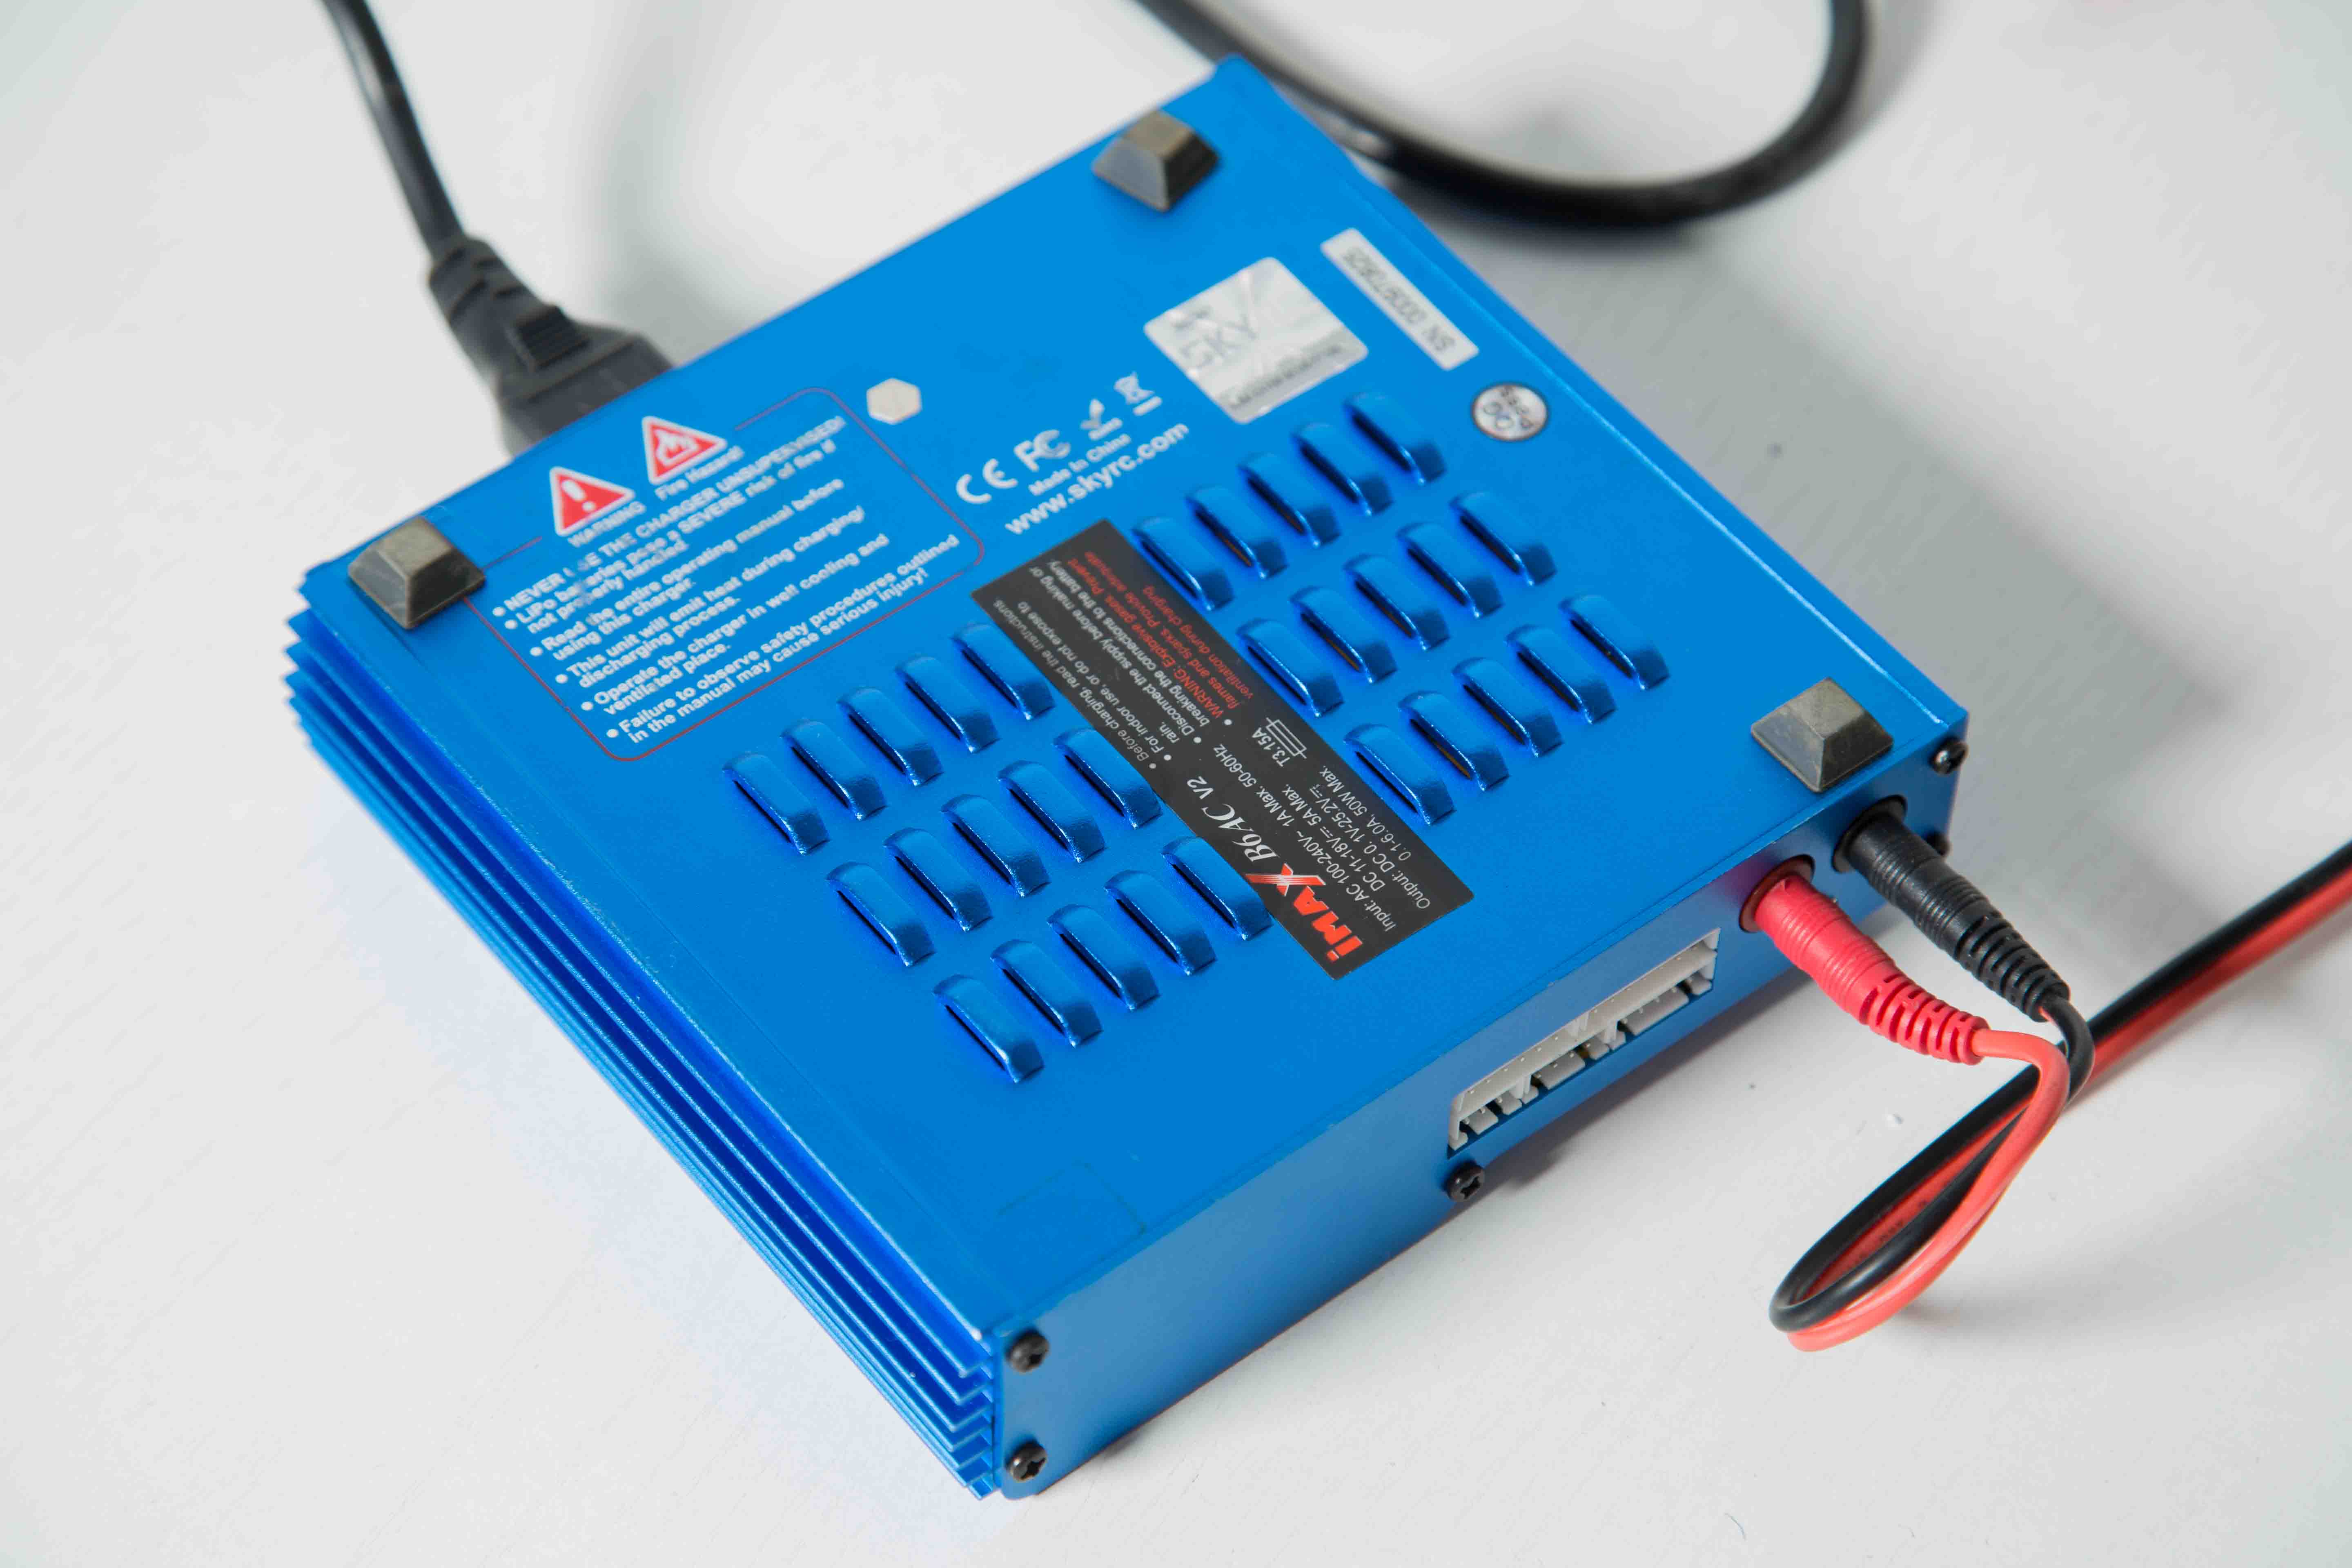 WARNING
Fire Hazard!
NEVER THE CHARGER UNSUPERVISED!
LiPo pose a SEVERE risk of fire if
not properly handled
Read the entire operating manual before
using this charger.
This unit will emit heat during charging/
discharging process.
Operate the charger in well cooling and
ventilated place.
Failure to observe safety procedures outlined
in the manual may cause serious injury!
CE FC
Made in China
www.skyrc.com
SKY
SN:
Pass
iMAX B6AC V2
Input: AC 100-240V~ 1A Max. 50-60Hz T3.15A
DC 11-18V 5A Max.
Output: DC 0.1V-25.2V
0.1-6.0A, 50W Max.
Before charging, read the instructions.
For indoor use, or do not expose to
rain.
Disconnect the supply before making or
breaking the connections to the battery
WARNING: Explosive gases. Prevent
flames and sparks. Provide adequate
ventilation during charging